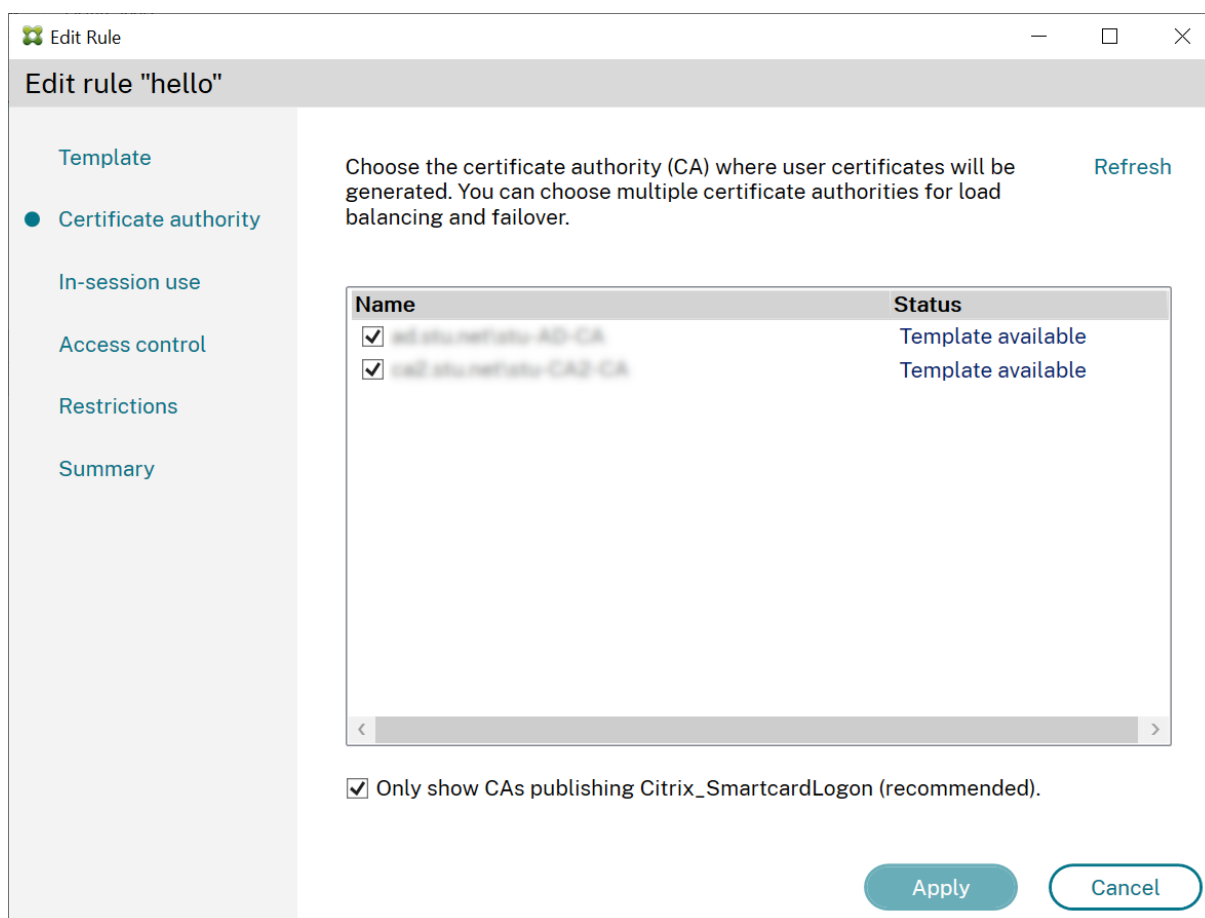 Edit Rule
Edit rule "hello"
Template
Certificate authority
In-session use
Access control
Restrictions
Summary
Choose the certificate authority (CA) where user certificates will be
generated. You can choose multiple certificate authorities for load
balancing and failover.
Refresh
Name Status
Template available
Template available
Only show CAs publishing Citrix_SmartcardLogon (recommended).
Apply Cancel